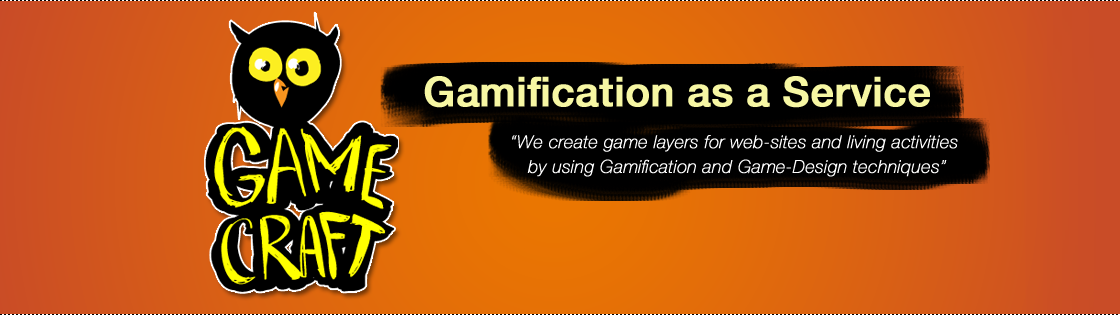 GAME
CRAFT
Gamification as a Service
“We create game layers for web-sites and living activities
by using Gamification and Game-Design techniques”